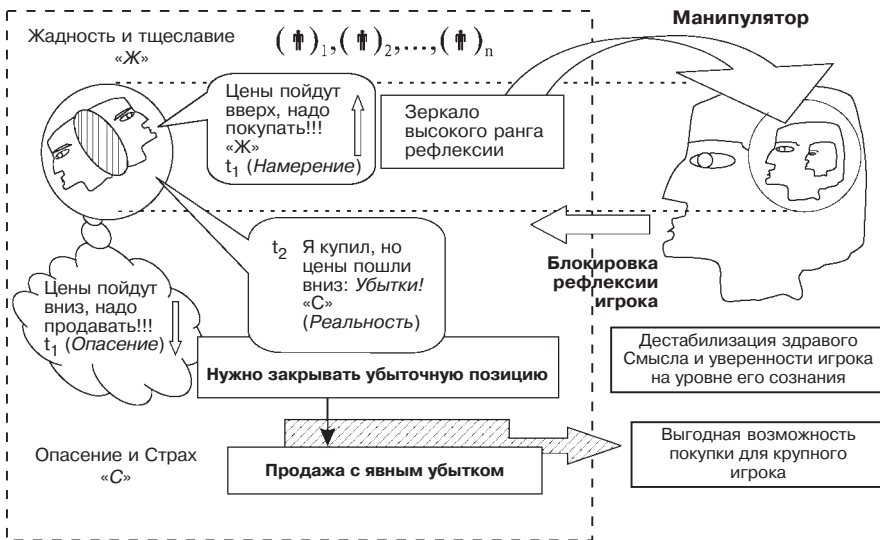 Манипулятор
Жадность и тщеславие
«Ж»
( )1,( )2,...,( )n
Цены пойдут
вверх, надо
покупать!!!
«Ж»
t1 (Намерение)
Зеркало
высокого ранга
рефлексии
t2 Я купил, но
цены пошли
вниз: Убытки!
«С»
(Реальность)
Блокировка
рефлексии
игрока
Цены пойдут
вниз, надо
продавать!!!
t1 (Опасение)
Нужно закрывать убыточную позицию
Дестабилизация здравого
Смысла и уверенности игрока
на уровне его сознания
Опасение и Страх
«С»
Продажа с явным убытком
Выгодная возможность
покупки для крупного
игрока